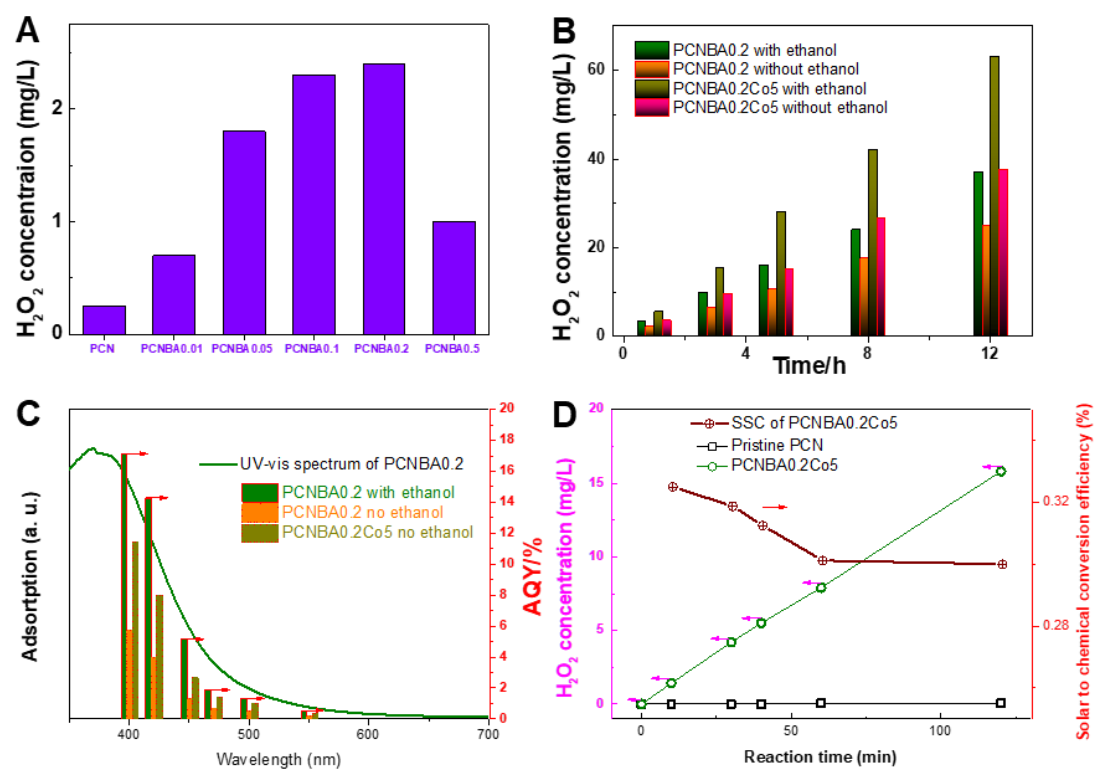 A
H₂O₂ concentration (mg/L)
2
1
0
PCN PCNBA0.01 PCNBA0.05 PCNBA0.1 PCNBA0.2 PCNBA0.5
B
H₂O₂ concentration (mg/L)
PCNBA0.2 with ethanol
PCNBA0.2 without ethanol
PCNBA0.2Co5 with ethanol
PCNBA0.2Co5 without ethanol
60
40
20
0
0 4 8 12
Time/h
C
Adsortption (a. u.)
UV-vis spectrum of PCNBA0.2
PCNBA0.2 with ethanol
PCNBA0.2 no ethanol
PCNBA0.2Co5 no ethanol
20
18
16
14
12
10
8
6
4
2
0
AQY/%
400 500 600 700
Wavelength (nm)
D
H₂O₂ concentration (mg/L)
SSC of PCNBA0.2Co5
Pristine PCN
PCNBA0.2Co5
20
15
10
5
0
0.32
0.28
Solar to chemical conversion efficiency (%)
0 50 100
Reaction time (min)